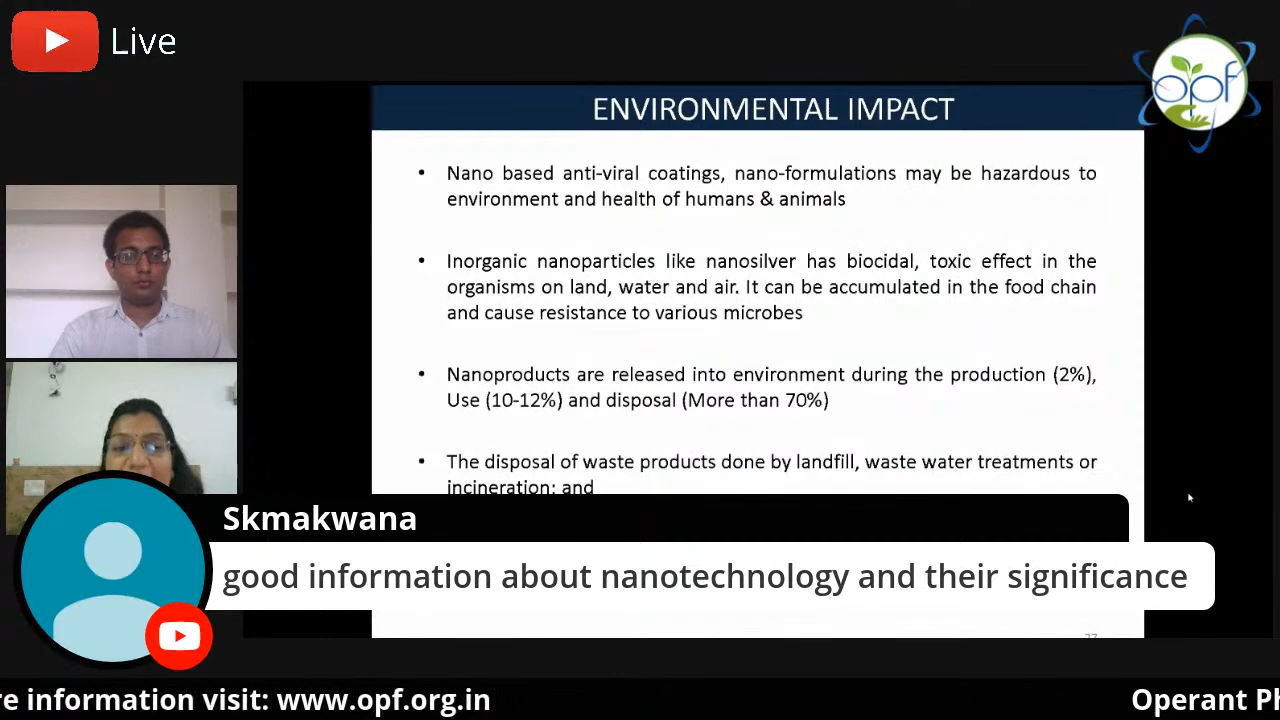 Live
opf
ENVIRONMENTAL IMPACT
• Nano based anti-viral coatings, nano-formulations may be hazardous to
environment and health of humans & animals
• Inorganic nanoparticles like nanosilver has biocidal, toxic effect in the
organisms on land, water and air. It can be accumulated in the food chain
and cause resistance to various microbes
• Nanoproducts are released into environment during the production (2%),
Use (10-12%) and disposal (More than 70%)
• The disposal of waste products done by landfill, waste water treatments or
incineration; and
Skmakwana
good information about nanotechnology and their significance
re information visit: www.opf.org.in
Operant Ph